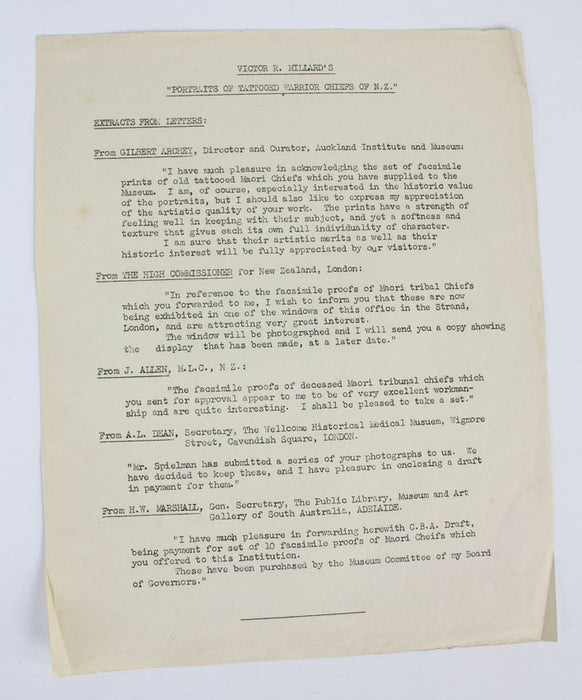 VICTOR R. MILLARD'S
"PORTRAITS OF TATTOOED WARRIOR CHIEFS OF N.Z."
EXTRACTS FROM LETTERS:
From GILBERT ARCHEY, Director and Curator, Auckland Institute and Museum:
"I have much pleasure in acknowledging the set of facsimile
prints of old tattooed Maori Chiefs which you have supplied to the
Museum. I am, of course, especially interested in the historic value
of the portraits, but I should also like to express my appreciation
of the artistic quality of your work. The prints have a strength of
feeling well in keeping with their subject, and yet a softness and
texture that gives each its own full individuality of character.
I am sure that their artistic merits as well as their
historic interest will be fully appreciated by our visitors."
From THE HIGH COMMISSIONER for New Zealand, London:
"In reference to the facsimile proofs of Maori tribal Chiefs
which you forwarded to me, I wish to inform you that these are now
being exhibited in one of the windows of this office in the Strand,
London, and are attracting very great interest.
The window will be photographed and I will send you a copy showing
the display that has been made, at a later date."
From J. ALLEN, M.L.C., N.Z.:
"The facsimile proofs of deceased Maori tribunal chiefs which
you sent for approval appear to me to be of very excellent workman-
ship and are quite interesting. I shall be pleased to take a set."
From A.L. DEAN, Secretary, The Wellcome Historical Medical Musuem, Wigmore
Street, Cavendish Square, LONDON.
"Mr. Spielman has submitted a series of your photographs to us. We
have decided to keep these, and I have pleasure in enclosing a draft
in payment for them."
From H.W. MARSHALL, Gen. Secretary, The Public Library, Museum and Art
Gallery of South Australia, ADELAIDE.
"I have much pleasure in forwarding herewith C.B.A. Draft,
being payment for set of 10 facsimile proofs of Maori Cheifs which
you offered to this Institution.
These have been purchased by the Museum Committee of my Board
of Governors."